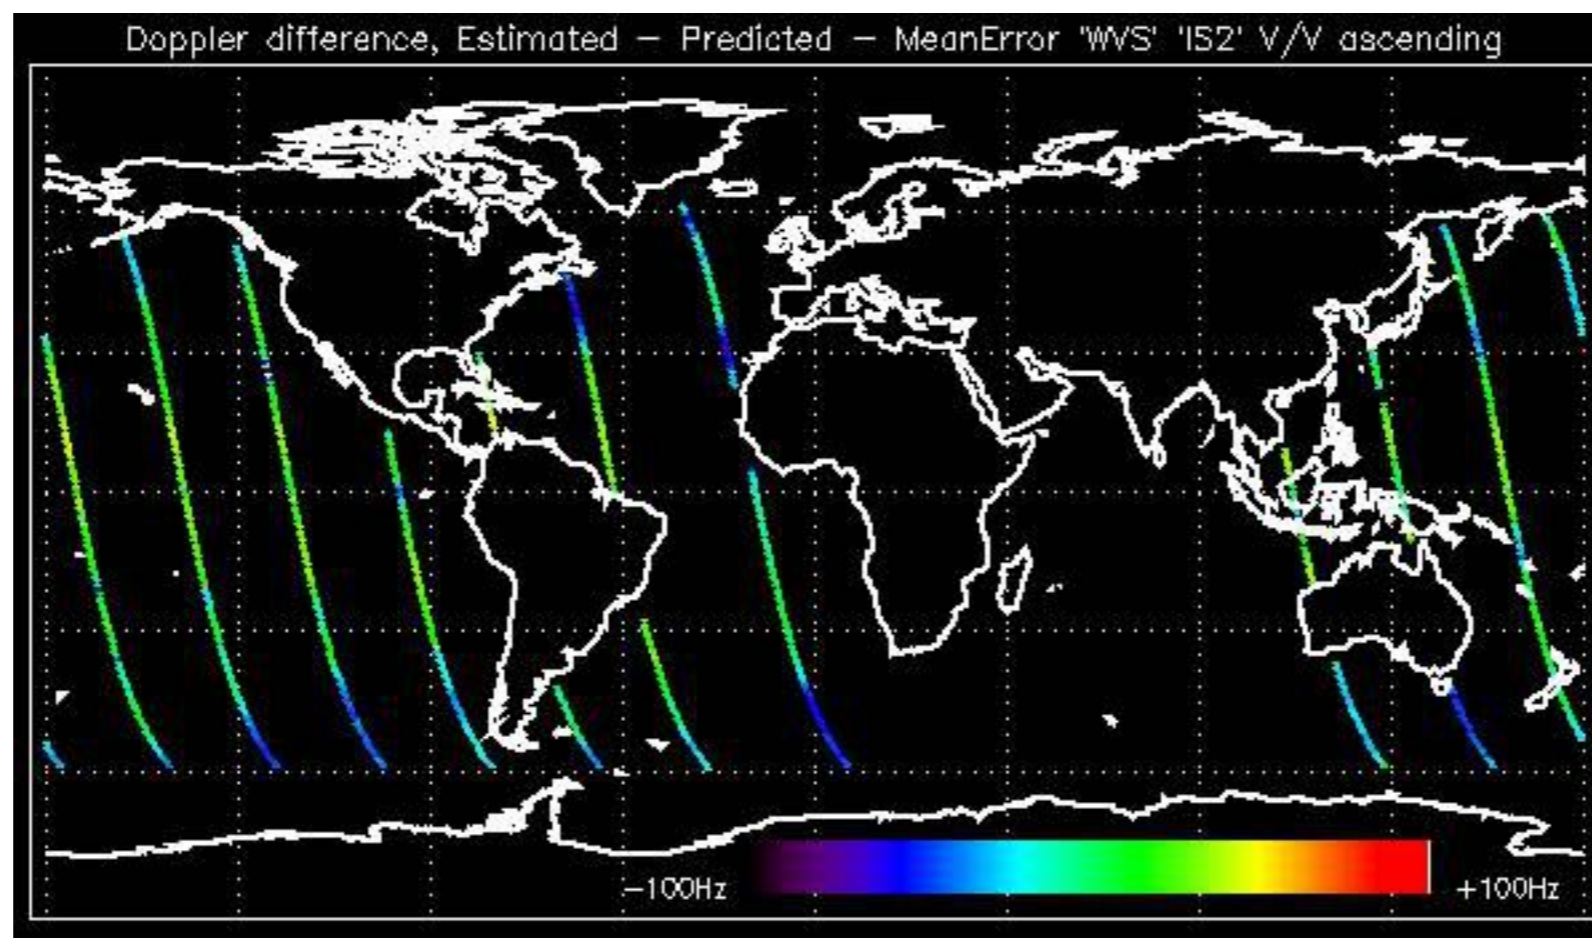 Doppler difference, Estimated – Predicted – MeanError 'WVS' 'IS2' V/V ascending
–100Hz
+100Hz